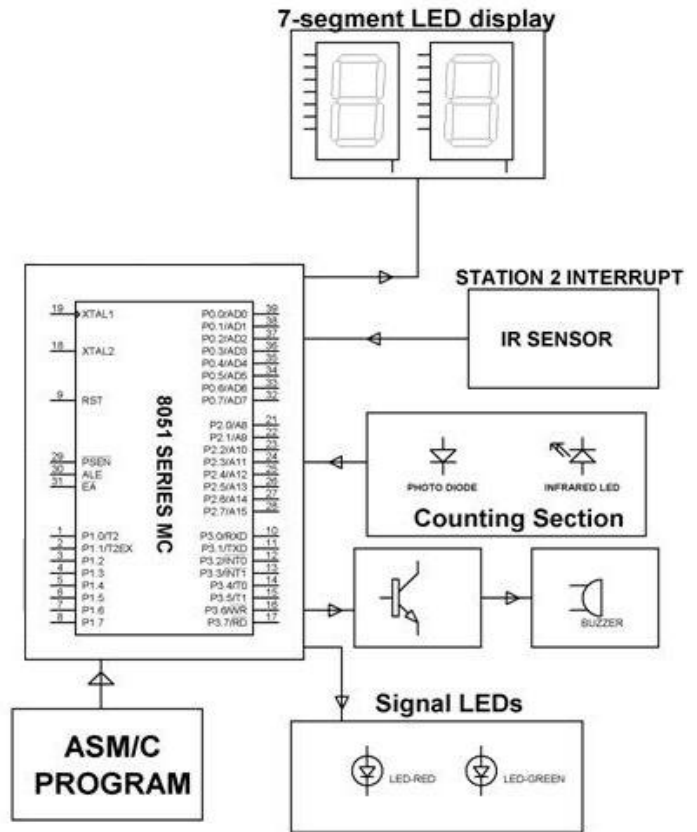 7-segment LED display
STATION 2 INTERRUPT
IR SENSOR
19 XTAL1
18 XTAL2
9 RST
29 PSEN
30 ALE
31 EA
1 P1.0/T2
2 P1.1/T2EX
3 P1.2
4 P1.3
5 P1.4
6 P1.5
7 P1.6
8 P1.7
8051 SERIES MC
P0.0/AD0 39
P0.1/AD1 38
P0.2/AD2 37
P0.3/AD3 36
P0.4/AD4 35
P0.5/AD5 34
P0.6/AD6 33
P0.7/AD7 32
P2.0/A8 21
P2.1/A9 22
P2.2/A10 23
P2.3/A11 24
P2.4/A12 25
P2.5/A13 26
P2.6/A14 27
P2.7/A15 28
P3.0/RXD 10
P3.1/TXD 11
P3.2/INT0 12
P3.3/INT1 13
P3.4/T0 14
P3.5/T1 15
P3.6/WR 16
P3.7/RD 17
PHOTO DIODE
INFRARED LED
Counting Section
BUZZER
ASM/C
PROGRAM
Signal LEDs
LED-RED
LED-GREEN